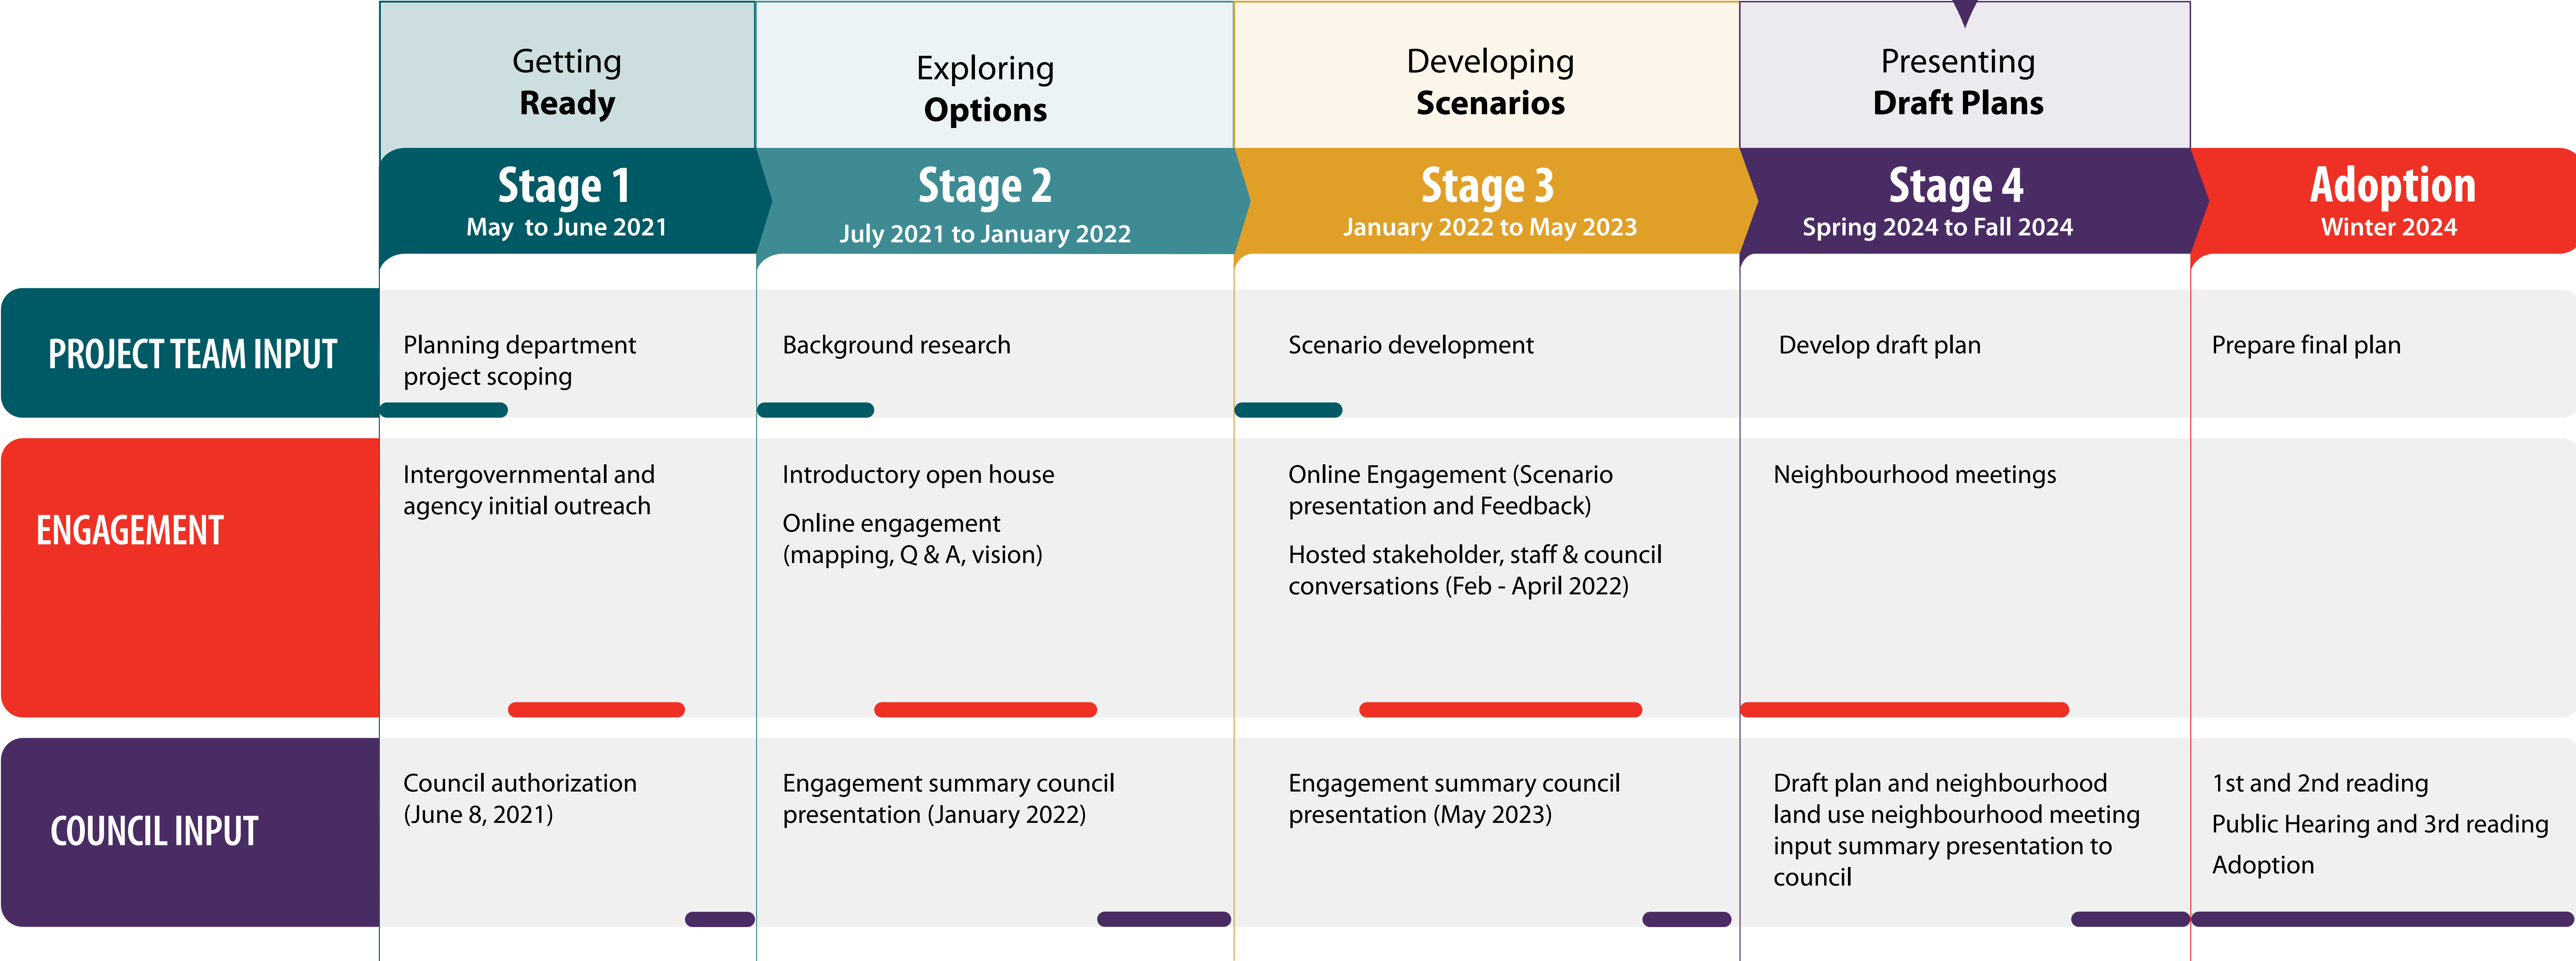 Getting
Ready
Exploring
Options
Developing
Scenarios
Presenting
Draft Plans
Stage 1
May to June 2021
Stage 2
July 2021 to January 2022
Stage 3
January 2022 to May 2023
Stage 4
Spring 2024 to Fall 2024
Adoption
Winter 2024
PROJECT TEAM INPUT
Planning department
project scoping
Background research
Scenario development
Develop draft plan
Prepare final plan
ENGAGEMENT
Intergovernmental and
agency initial outreach
Introductory open house
Online engagement
(mapping, Q & A, vision)
Online Engagement (Scenario
presentation and Feedback)
Hosted stakeholder, staff & council
conversations (Feb - April 2022)
Neighbourhood meetings
COUNCIL INPUT
Council authorization
(June 8, 2021)
Engagement summary council
presentation (January 2022)
Engagement summary council
presentation (May 2023)
Draft plan and neighbourhood
land use neighbourhood meeting
input summary presentation to
council
1st and 2nd reading
Public Hearing and 3rd reading
Adoption